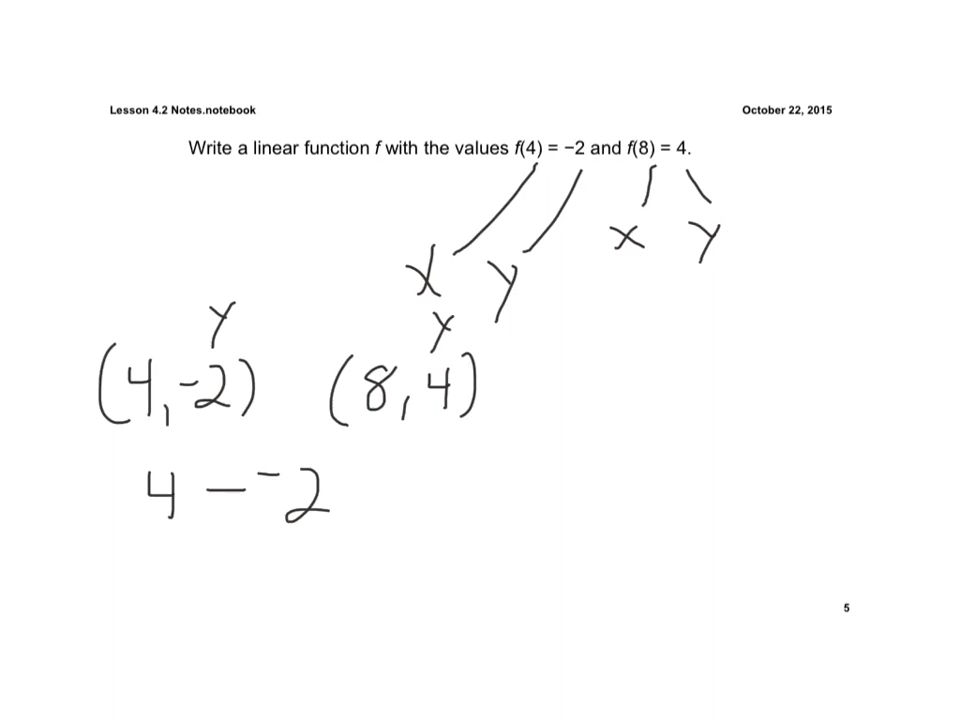 Lesson 4.2 Notes.notebook October 22, 2015
Write a linear function f with the values f(4) = −2 and f(8) = 4.
x y
x y
y y
(4,-2) (8,4)
4 − -2
5